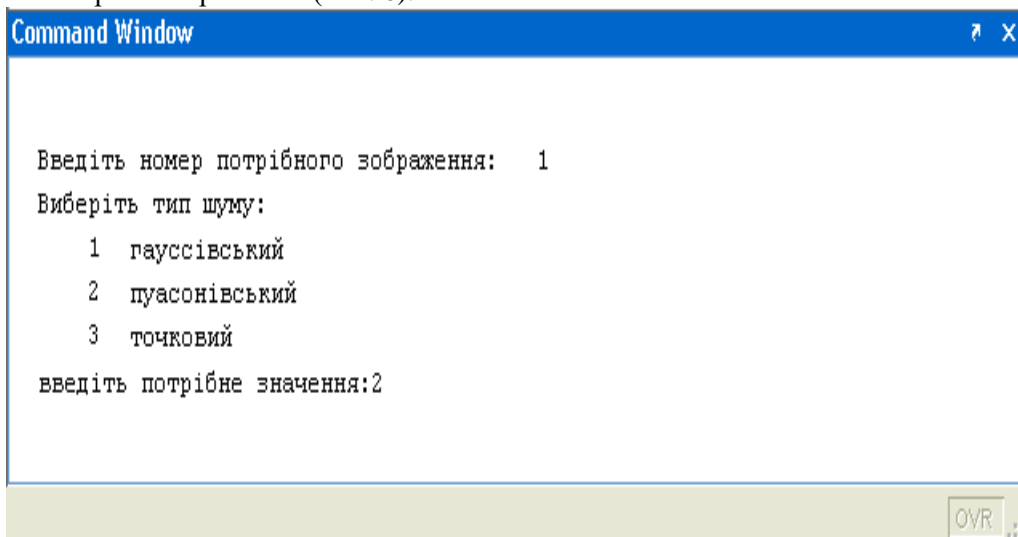 Command Window
Введіть номер потрібного зображення: 1
Виберіть тип шуму:
1 гауссівський
2 пуасонівський
3 точковий
введіть потрібне значення:2
OVR